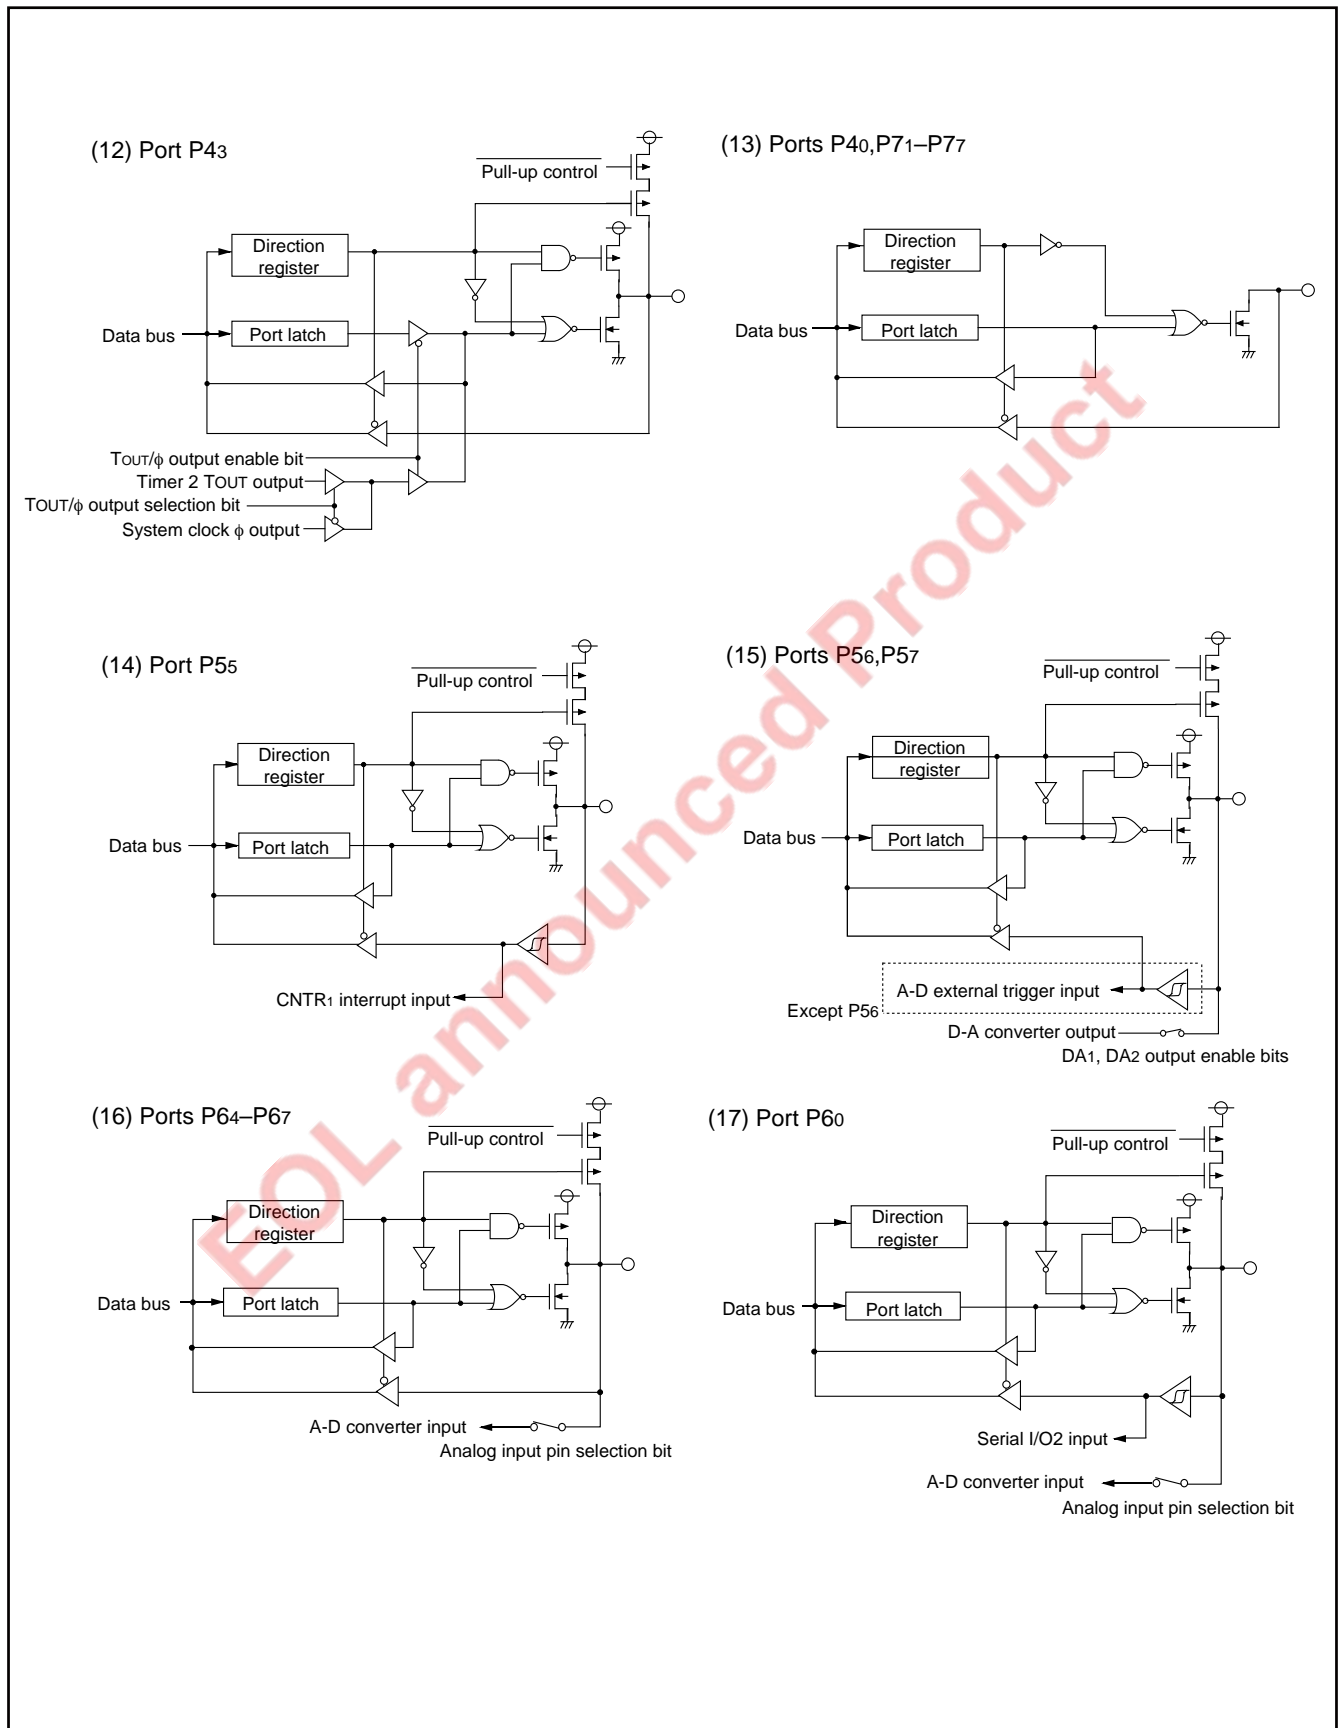 (12) Port P43
Pull-up control
Direction
register
Data bus
Port latch
TOUT/ϕ output enable bit
Timer 2 TOUT output
TOUT/ϕ output selection bit
System clock ϕ output
(13) Ports P40,P71–P77
Direction
register
Data bus
Port latch
(14) Port P55
Pull-up control
Direction
register
Data bus
Port latch
CNTR1 interrupt input
(15) Ports P56,P57
Pull-up control
Direction
register
Data bus
Port latch
A-D external trigger input
Except P56
D-A converter output
DA1, DA2 output enable bits
(16) Ports P64–P67
Pull-up control
Direction
register
Data bus
Port latch
A-D converter input
Analog input pin selection bit
(17) Port P60
Pull-up control
Direction
register
Data bus
Port latch
Serial I/O2 input
A-D converter input
Analog input pin selection bit
EOL announced Product